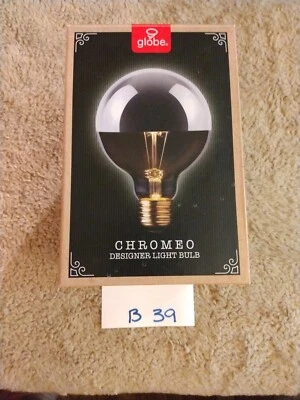 globe.
CHROMEO
DESIGNER LIGHT BULB
B 39